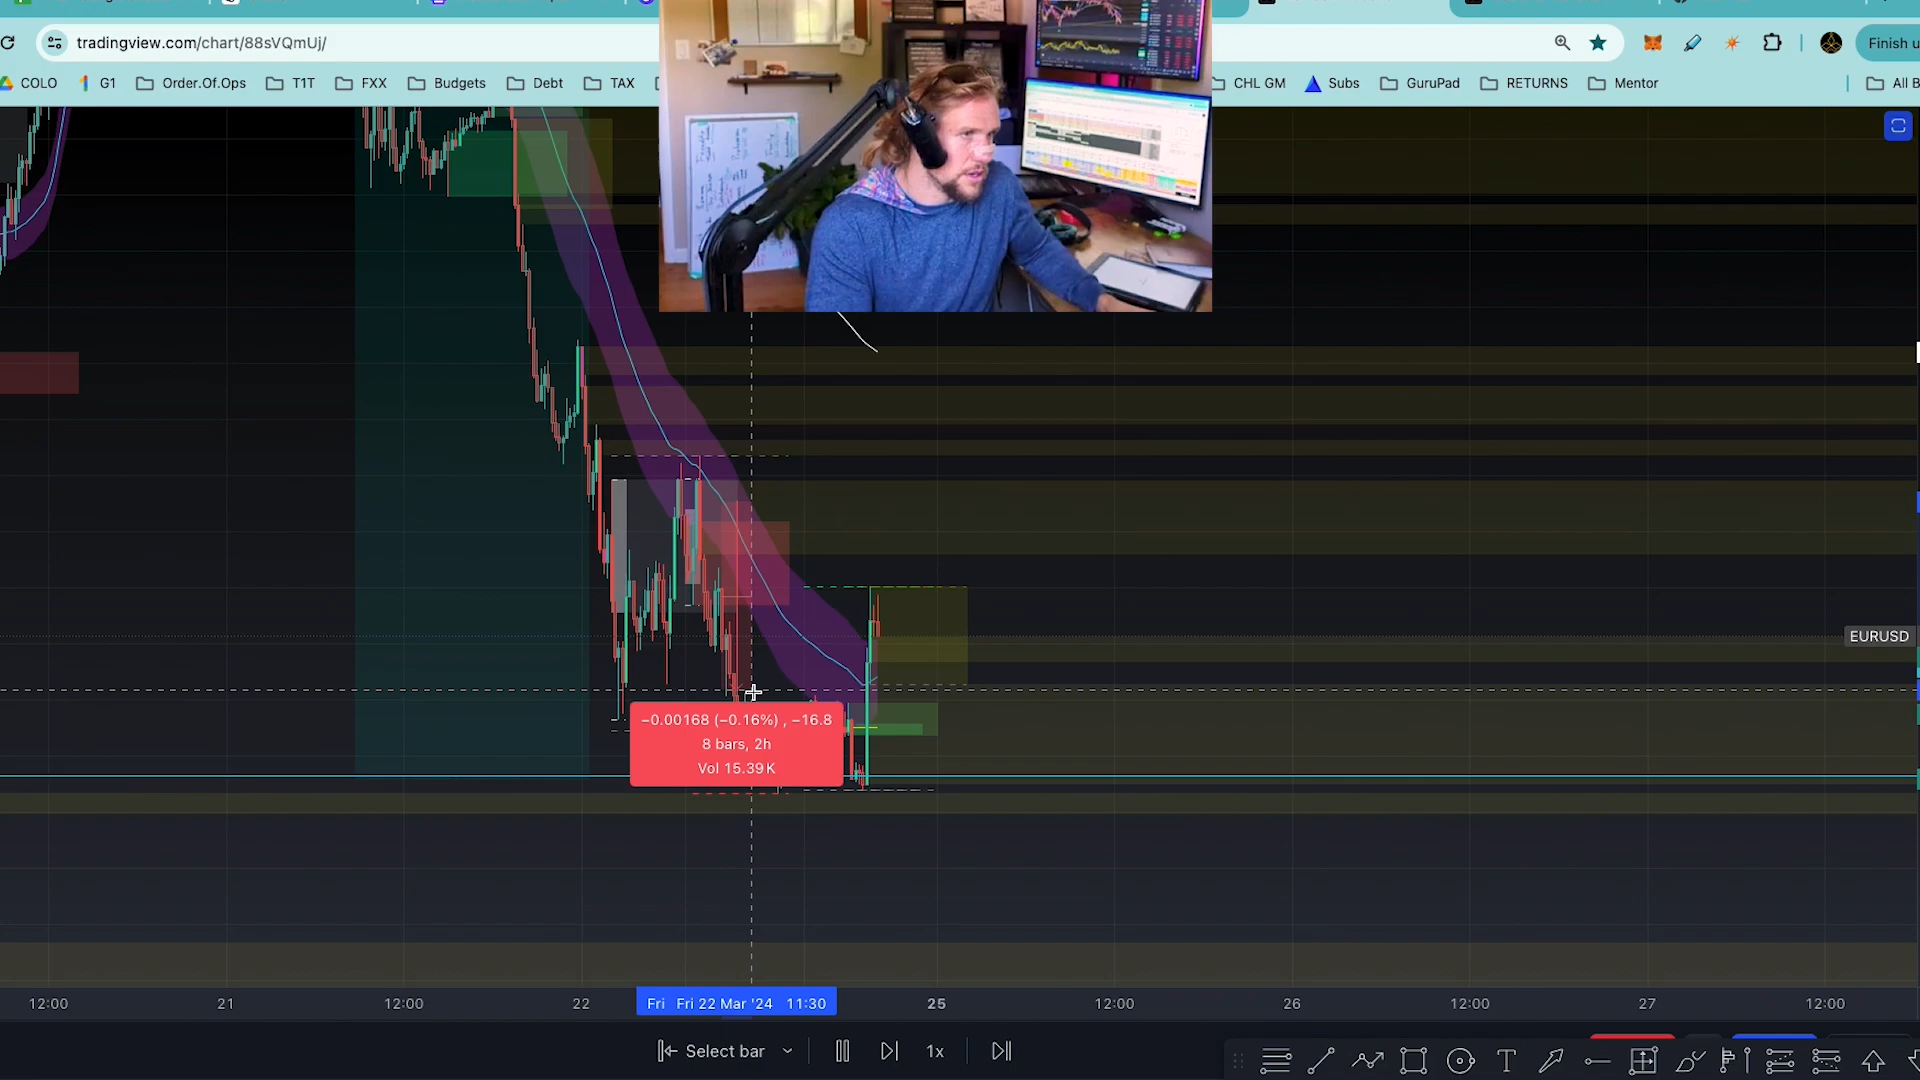 tradingview.com/chart/88sVQmUj/
Finish u
COLO
G1
Order.Of.Ops
T1T
FXX
Budgets
Debt
TAX
CHL GM
Subs
GuruPad
RETURNS
Mentor
All B
EURUSD
−0.00168 (−0.16%) , −16.8
8 bars, 2h
Vol 15.39 K
12:00
21
12:00
22
Fri
Fri 22 Mar '24
11:30
25
12:00
26
12:00
27
12:00
Select bar
1x